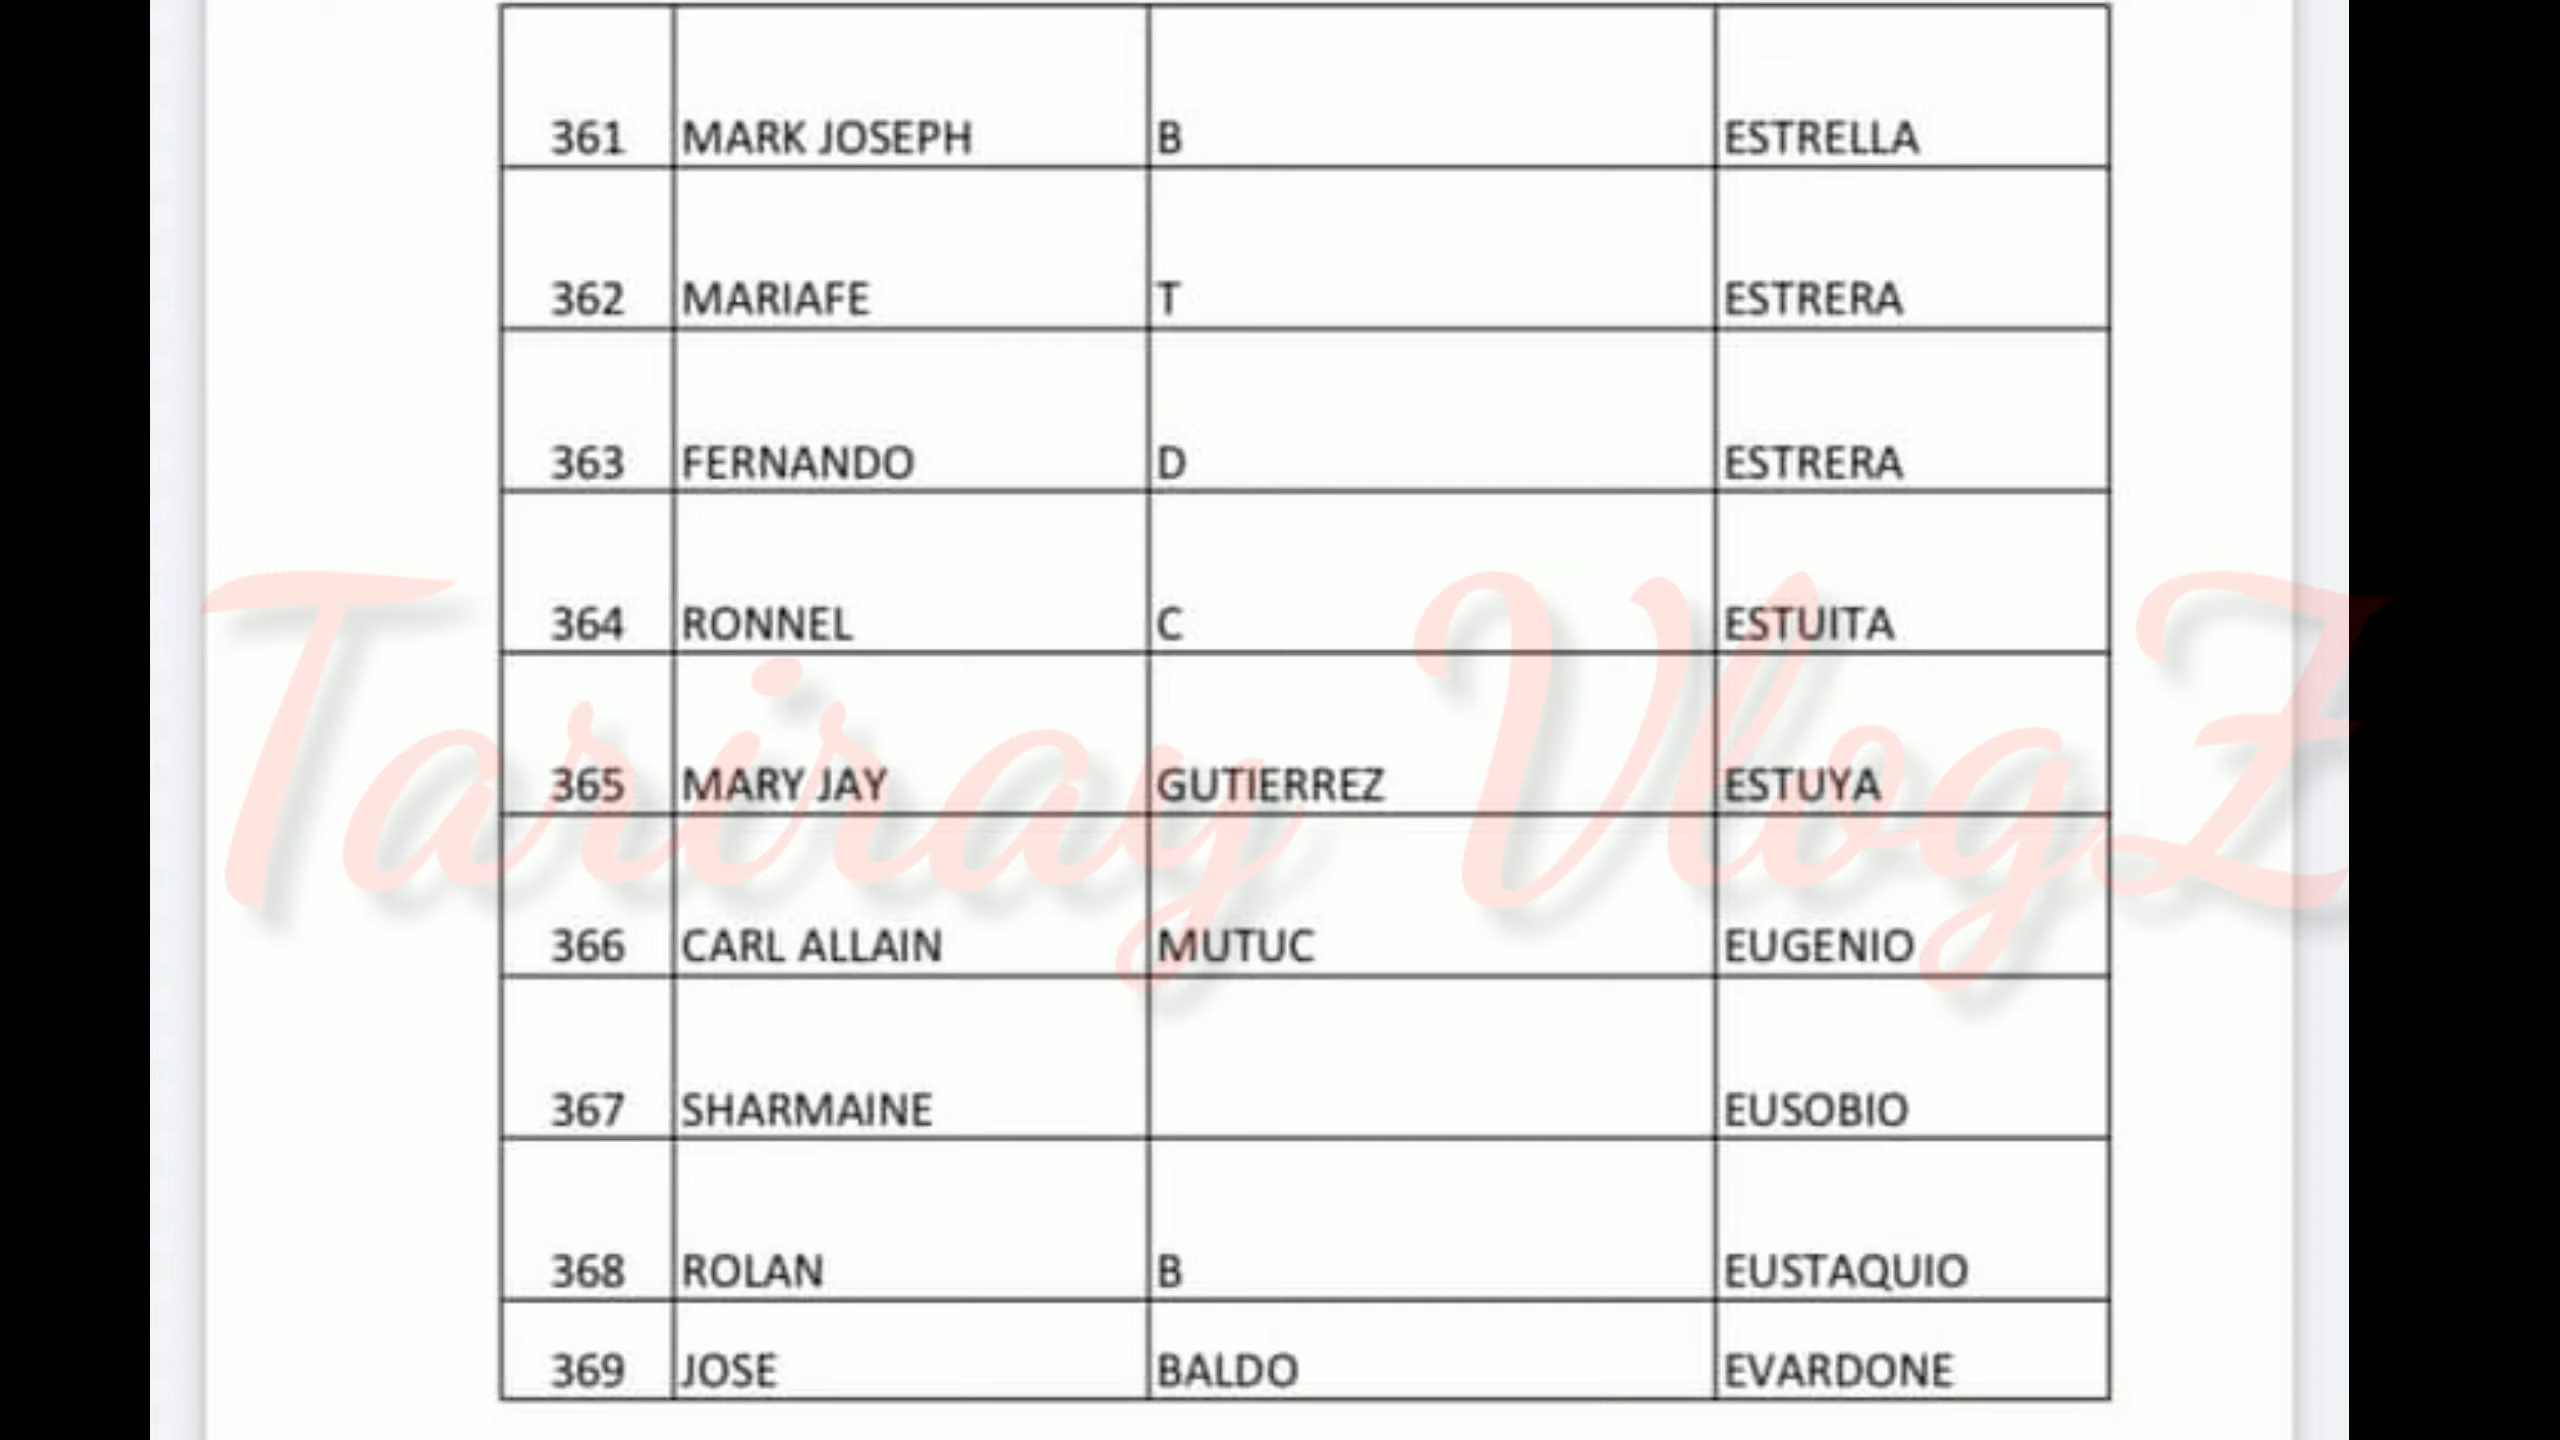 361 MARK JOSEPH B ESTRELLA
362 MARIAFE T ESTRERA
363 FERNANDO D ESTRERA
364 RONNEL C ESTUITA
365 MARY JAY GUTIERREZ ESTUYA
Tariray VlogZ
366 CARL ALLAIN MUTUC EUGENIO
367 SHARMAINE EUSOBIO
368 ROLAN B EUSTAQUIO
369 JOSE BALDO EVARDONE